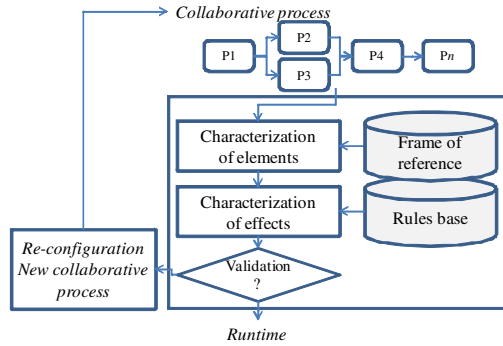 Collaborative process
P2
P1
P4
Pn
P3
Characterization
of elements
Frame of
reference
Characterization
of effects
Rules base
Re-configuration
New collaborative
process
Validation
?
Runtime